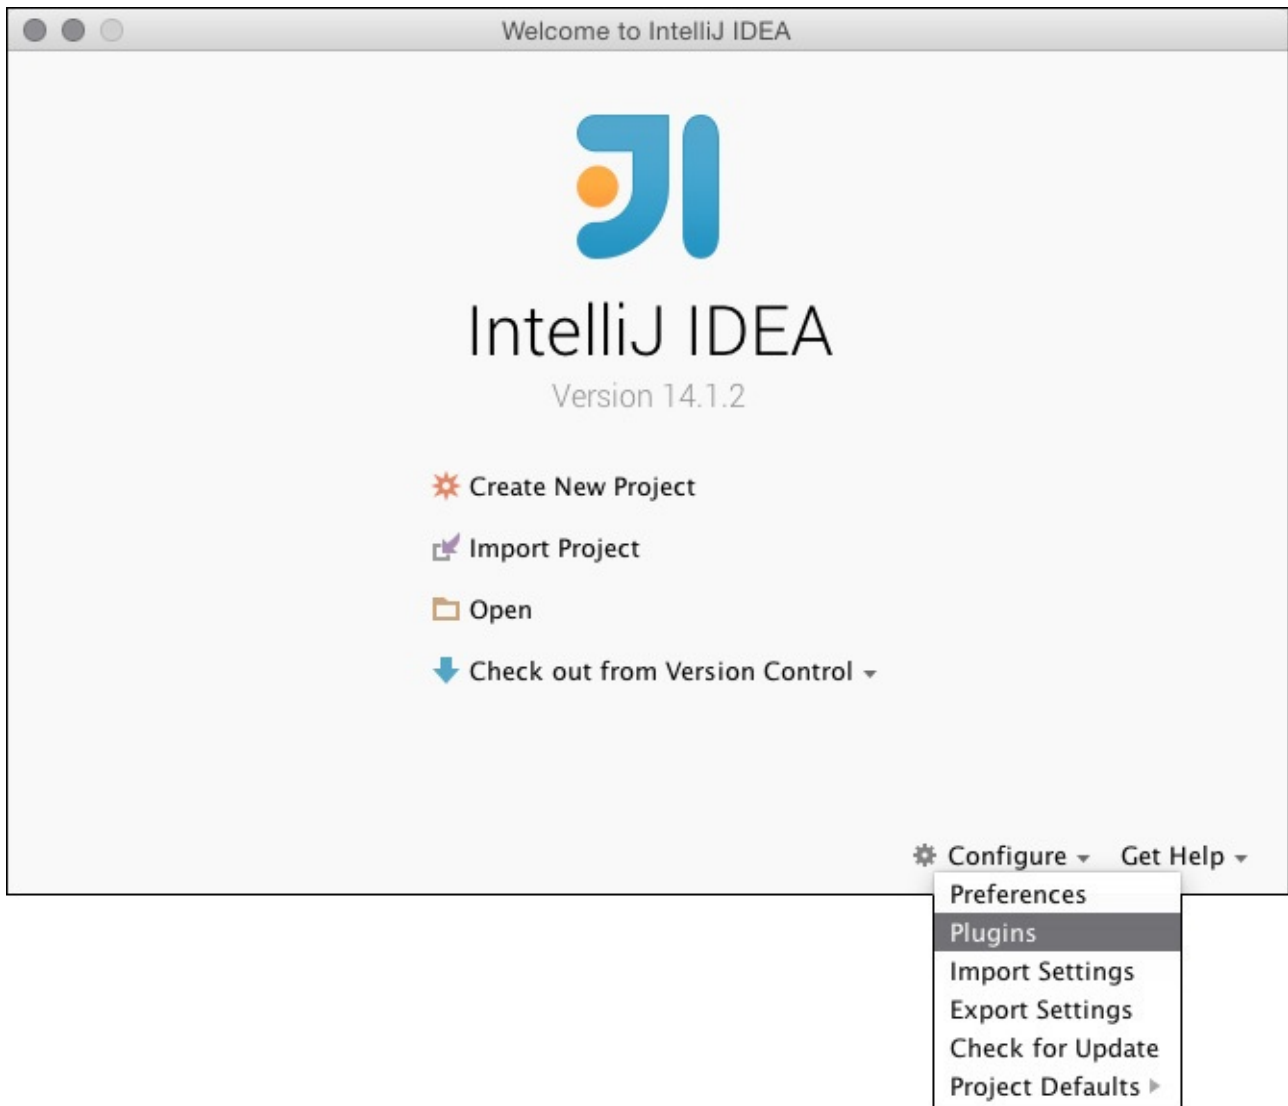 Welcome to IntelliJ IDEA
IntelliJ IDEA
Version 14.1.2
Create New Project
Import Project
Open
Check out from Version Control
Configure Get Help
Preferences
Plugins
Import Settings
Export Settings
Check for Update
Project Defaults